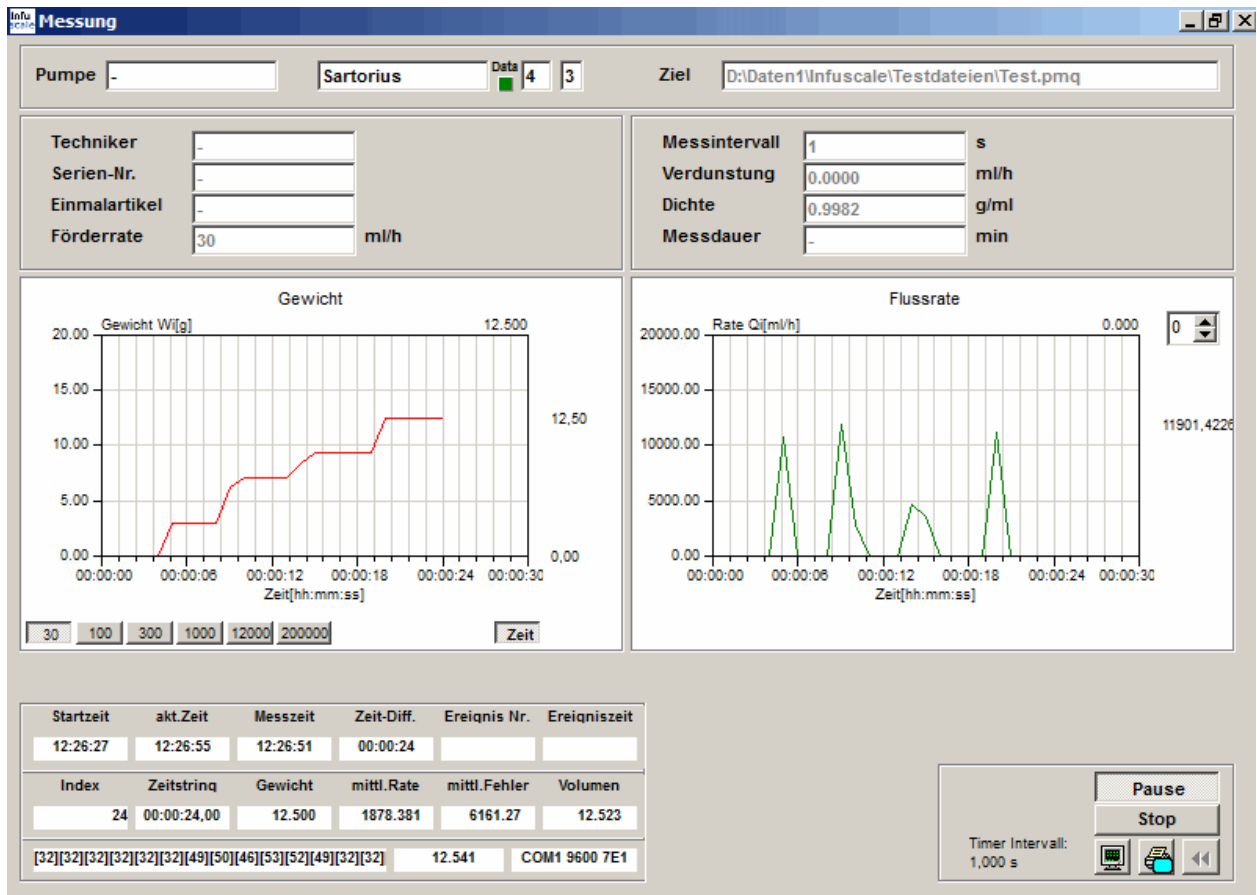 Infu scale Messung
Pumpe - Sartorius Data 4 3 Ziel D:\Daten1\Infuscale\Testdateien\Test.pmq
Techniker -
Serien-Nr. -
Einmalartikel -
Förderrate 30 ml/h
Messintervall 1 s
Verdunstung 0.0000 ml/h
Dichte 0.9982 g/ml
Messdauer - min
Gewicht
Gewicht Wi[g] 12.500
20.00
15.00
12,50
10.00
5.00
0.00
0,00
00:00:00 00:00:06 00:00:12 00:00:18 00:00:24 00:00:30
Zeit[hh:mm:ss]
30 100 300 1000 12000 200000 Zeit
Flussrate
Rate Qi[ml/h] 0.000 0
20000.00
15000.00
11901,4226
10000.00
5000.00
0.00
00:00:00 00:00:06 00:00:12 00:00:18 00:00:24 00:00:30
Zeit[hh:mm:ss]
Startzeit akt.Zeit Messzeit Zeit-Diff. Ereignis Nr. Ereigniszeit
12:26:27 12:26:55 12:26:51 00:00:24
Index Zeitstring Gewicht mittl.Rate mittl.Fehler Volumen
24 00:00:24,00 12.500 1878.381 6161.27 12.523
[32][32][32][32][32][32][49][50][46][53][52][49][32][32] 12.541 COM1 9600 7E1
Pause
Stop
Timer Intervall:
1,000 s